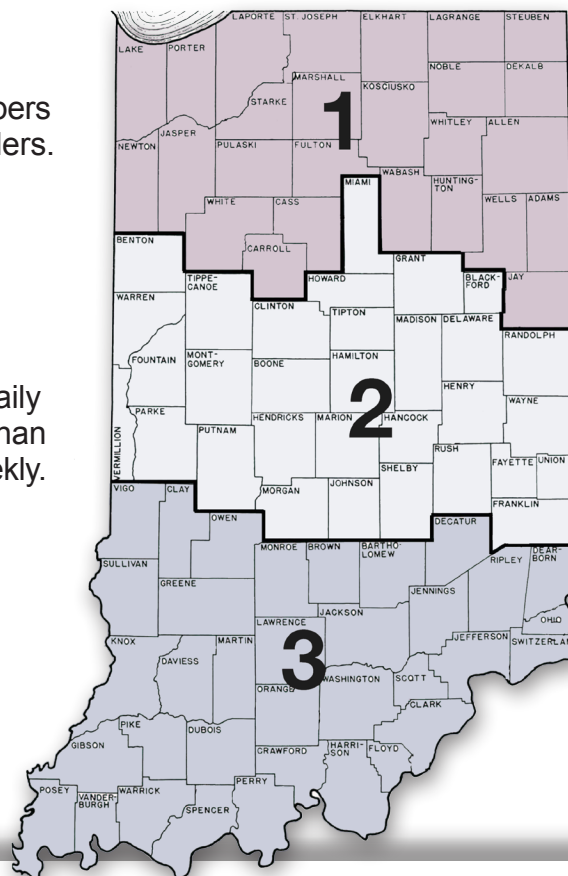 bers
ders.
aily
han
ekly.
LAPORTE
ST. JOSEPH
ELKHART
LAGRANGE
STEUBEN
LAKE
PORTER
NOBLE
DEKALB
MARSHALL
KOSCIUSKO
STARKE
1
WHITLEY
ALLEN
JASPER
NEWTON
PULASKI
FULTON
WABASH
HUNTING-
TON
MIAMI
WELLS
ADAMS
WHITE
CASS
CARROLL
BENTON
GRANT
TIPPE-
CANOE
HOWARD
BLACK-
FORD
JAY
WARREN
CLINTON
TIPTON
MADISON
DELAWARE
RANDOLPH
FOUNTAIN
MONT-
GOMERY
BOONE
HAMILTON
2
HENRY
WAYNE
PARKE
HENDRICKS
MARION
HANCOCK
PUTNAM
VERMILLION
RUSH
FAYETTE
UNION
SHELBY
MORGAN
JOHNSON
FRANKLIN
VIGO
CLAY
OWEN
DECATUR
MONROE
BROWN
BARTHO-
LOMEW
DEAR-
BORN
RIPLEY
SULLIVAN
GREENE
JENNINGS
JACKSON
LAWRENCE
OHIO
KNOX
MARTIN
JEFFERSON
SWITZERLAN
DAVIESS
3
WASHINGTON
SCOTT
ORANGE
CLARK
PIKE
DUBOIS
GIBSON
CRAWFORD
HARRI-
SON
FLOYD
POSEY
VANDER-
BURGH
WARRICK
PERRY
SPENCER